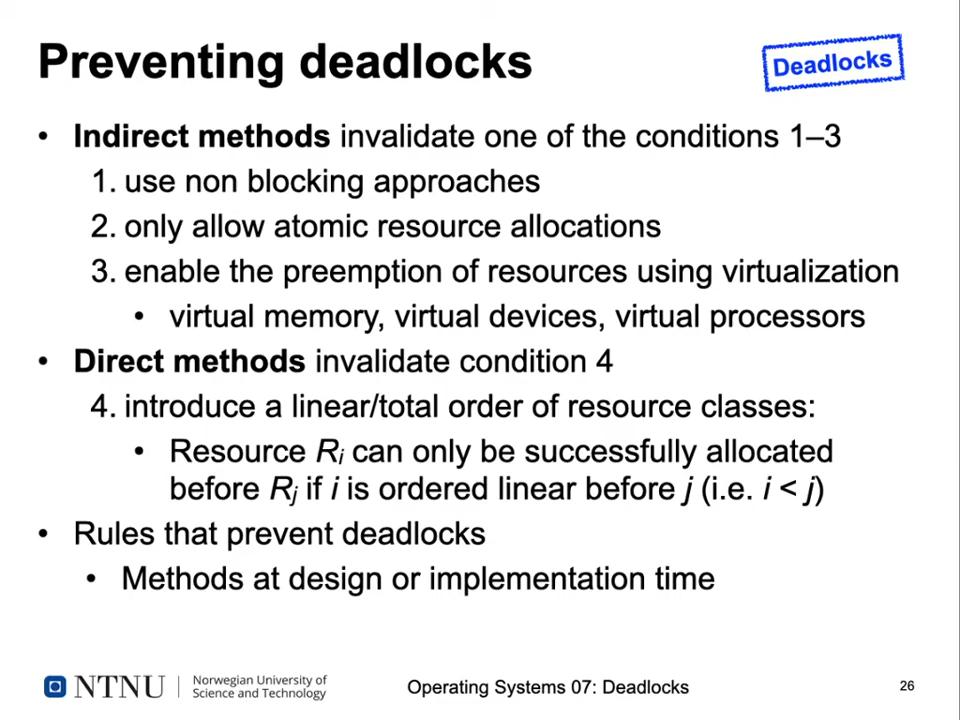 Preventing deadlocks
Deadlocks
• Indirect methods invalidate one of the conditions 1–3
1. use non blocking approaches
2. only allow atomic resource allocations
3. enable the preemption of resources using virtualization
• virtual memory, virtual devices, virtual processors
• Direct methods invalidate condition 4
4. introduce a linear/total order of resource classes:
• Resource Ri can only be successfully allocated
before Rj if i is ordered linear before j (i.e. i < j)
• Rules that prevent deadlocks
• Methods at design or implementation time
NTNU
Norwegian University of
Science and Technology
Operating Systems 07: Deadlocks
26